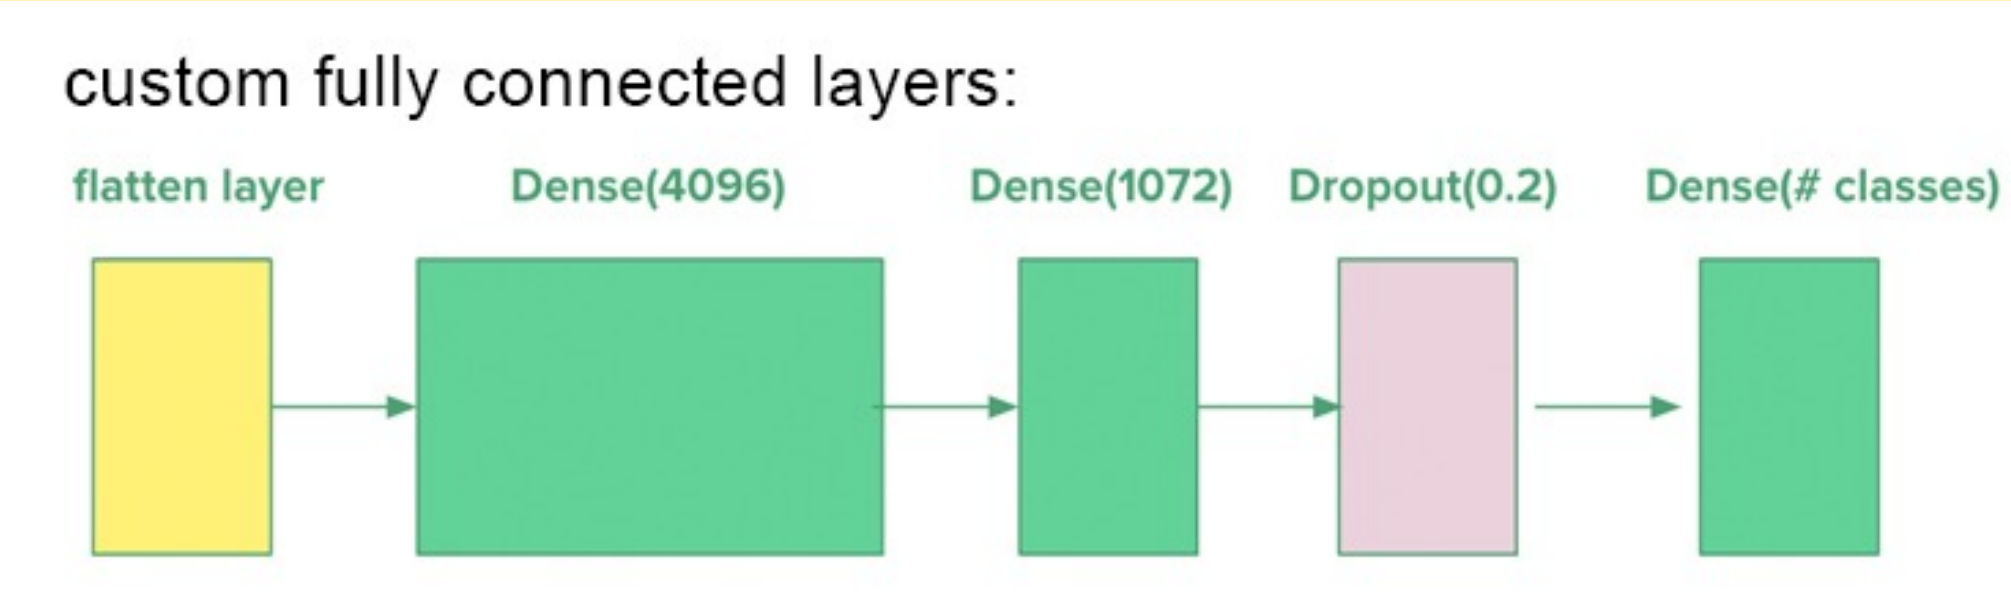 custom fully connected layers:
flatten layer Dense(4096) Dense(1072) Dropout(0.2) Dense(# classes)